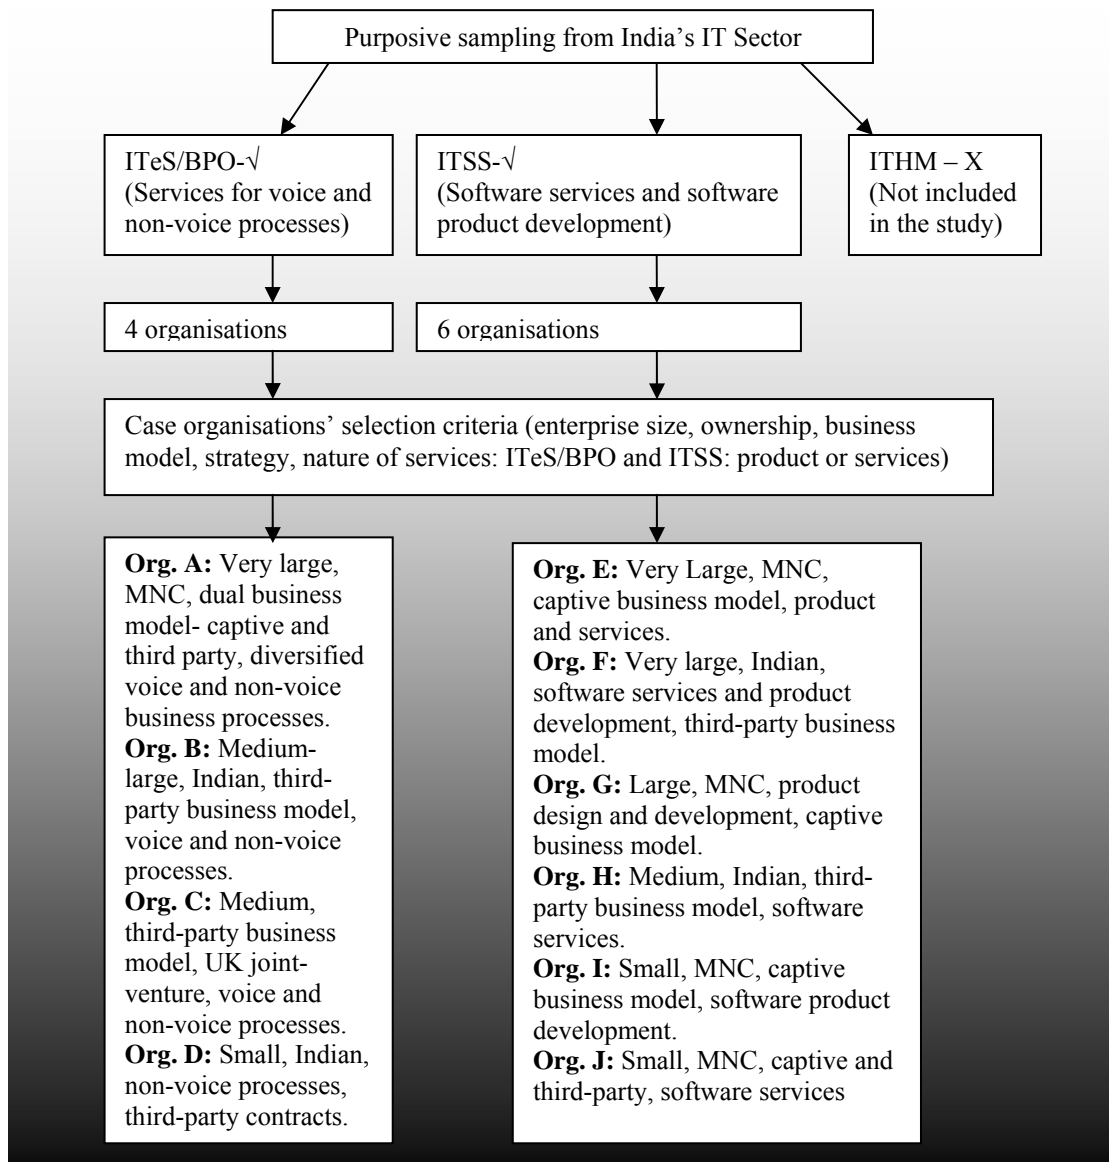 Purposive sampling from India's IT Sector
ITeS/BPO-√
(Services for voice and
non-voice processes)
ITSS-√
(Software services and software
product development)
ITHM – X
(Not included
in the study)
4 organisations
6 organisations
Case organisations' selection criteria (enterprise size, ownership, business
model, strategy, nature of services: ITeS/BPO and ITSS: product or services)
Org. A: Very large,
MNC, dual business
model- captive and
third party, diversified
voice and non-voice
business processes.
Org. B: Medium-
large, Indian, third-
party business model,
voice and non-voice
processes.
Org. C: Medium,
third-party business
model, UK joint-
venture, voice and
non-voice processes.
Org. D: Small, Indian,
non-voice processes,
third-party contracts.
Org. E: Very Large, MNC,
captive business model, product
and services.
Org. F: Very large, Indian,
software services and product
development, third-party business
model.
Org. G: Large, MNC, product
design and development, captive
business model.
Org. H: Medium, Indian, third-
party business model, software
services.
Org. I: Small, MNC, captive
business model, software product
development.
Org. J: Small, MNC, captive and
third-party, software services